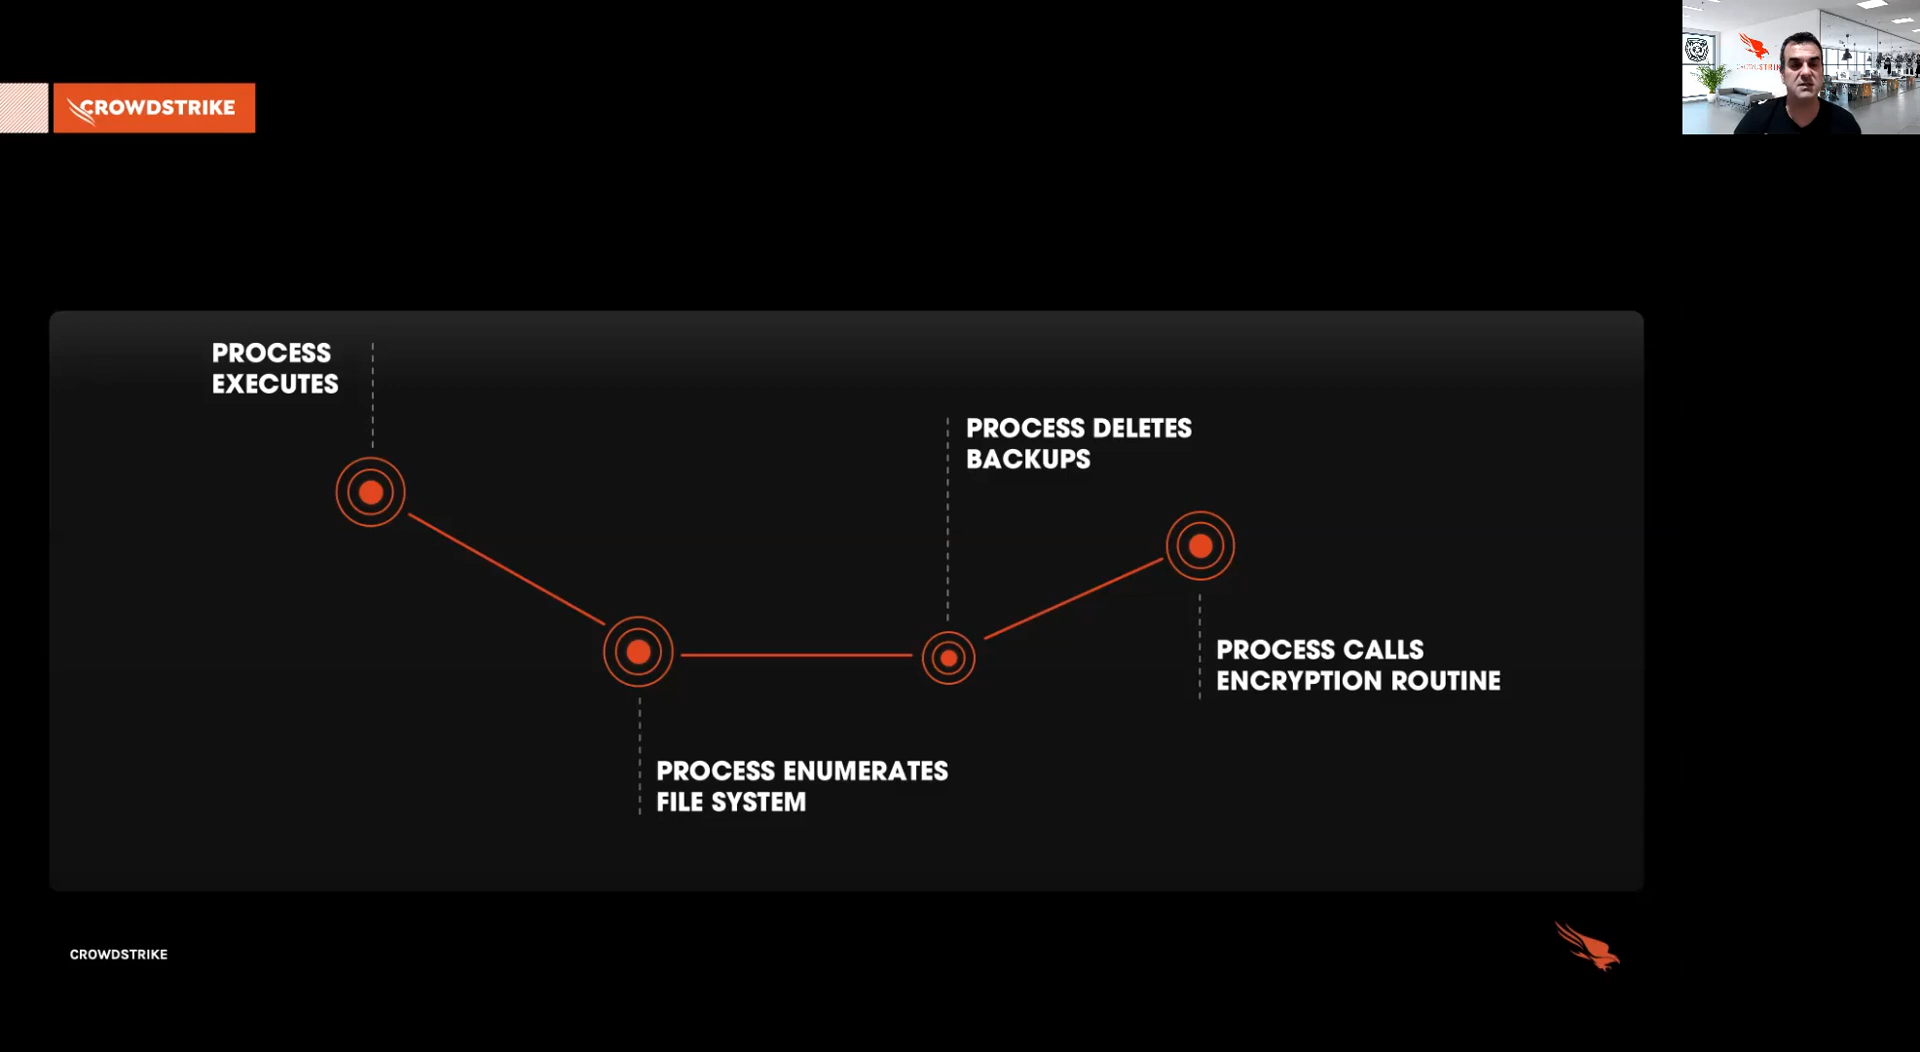 CROWDSTRIKE
PROCESS
EXECUTES
PROCESS DELETES
BACKUPS
PROCESS CALLS
ENCRYPTION ROUTINE
PROCESS ENUMERATES
FILE SYSTEM
CROWDSTRIKE